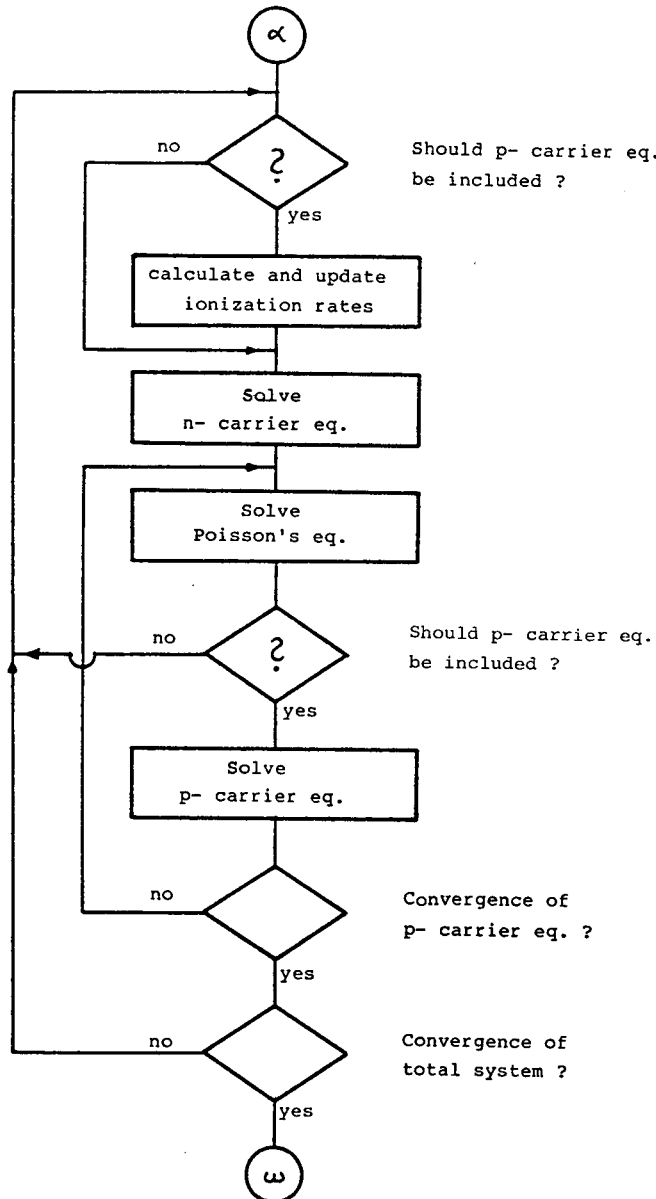 α
no
?
Should p- carrier eq.
be included ?
yes
calculate and update
ionization rates
Solve
n- carrier eq.
Solve
Poisson's eq.
no
?
Should p- carrier eq.
be included ?
yes
Solve
p- carrier eq.
no
Convergence of
p- carrier eq. ?
yes
no
Convergence of
total system ?
yes
ω